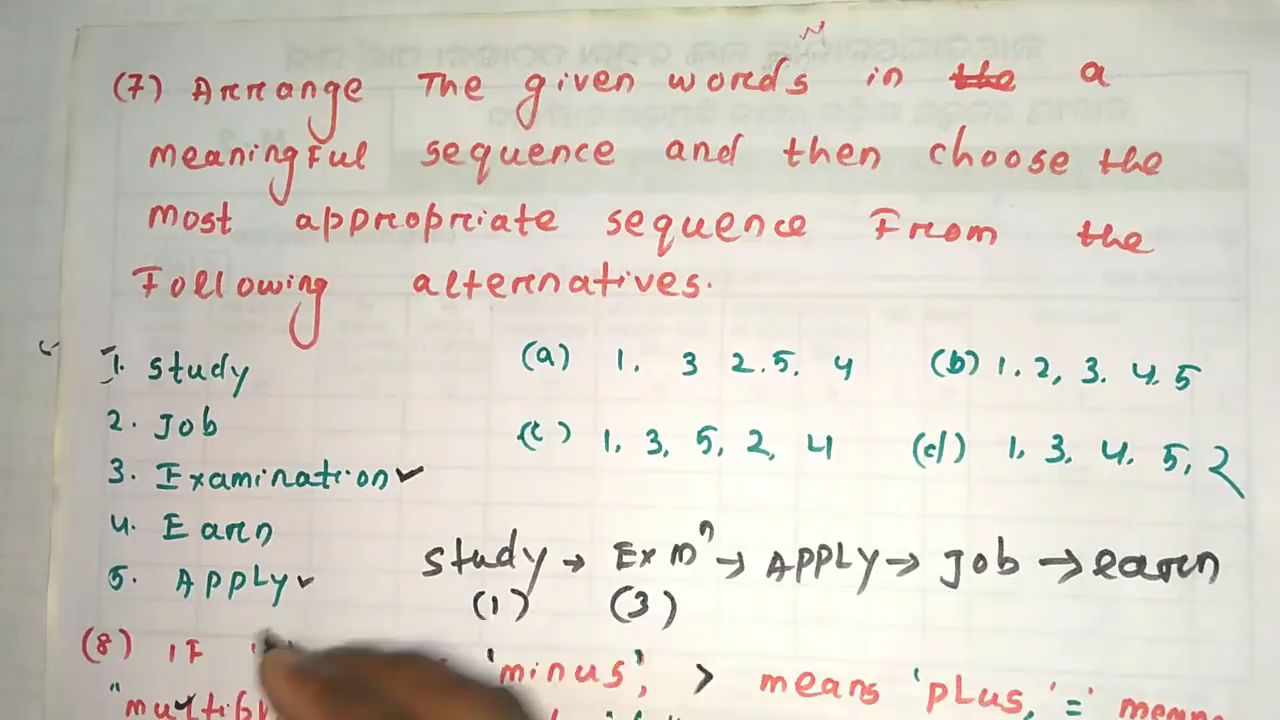 (7) Arrange The given words in the a
meaningful sequence and then choose the
most appropriate sequence From the
Following alternatives.
1. study
2. Job
3. Examination ✓
4. Earn
5. APPLY ✓
(a) 1. 3 2.5. 4
(b) 1.2, 3. 4.5
(c) 1, 3, 5, 2, 4
(d) 1, 3. 4. 5, 2
study → Exmⁿ → APPLY → Job → earn
(1) (3)
(8) IF 'minus', > means 'plus, '=' means